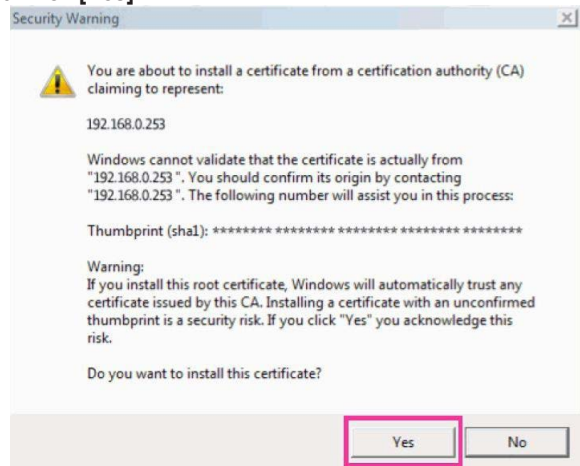 Security Warning
You are about to install a certificate from a certification authority (CA)
claiming to represent:
192.168.0.253
Windows cannot validate that the certificate is actually from
"192.168.0.253 ". You should confirm its origin by contacting
"192.168.0.253 ". The following number will assist you in this process:
Thumbprint (sha1): ******** ******** ******** ******** ********
Warning:
If you install this root certificate, Windows will automatically trust any
certificate issued by this CA. Installing a certificate with an unconfirmed
thumbprint is a security risk. If you click "Yes" you acknowledge this
risk.
Do you want to install this certificate?
Yes
No